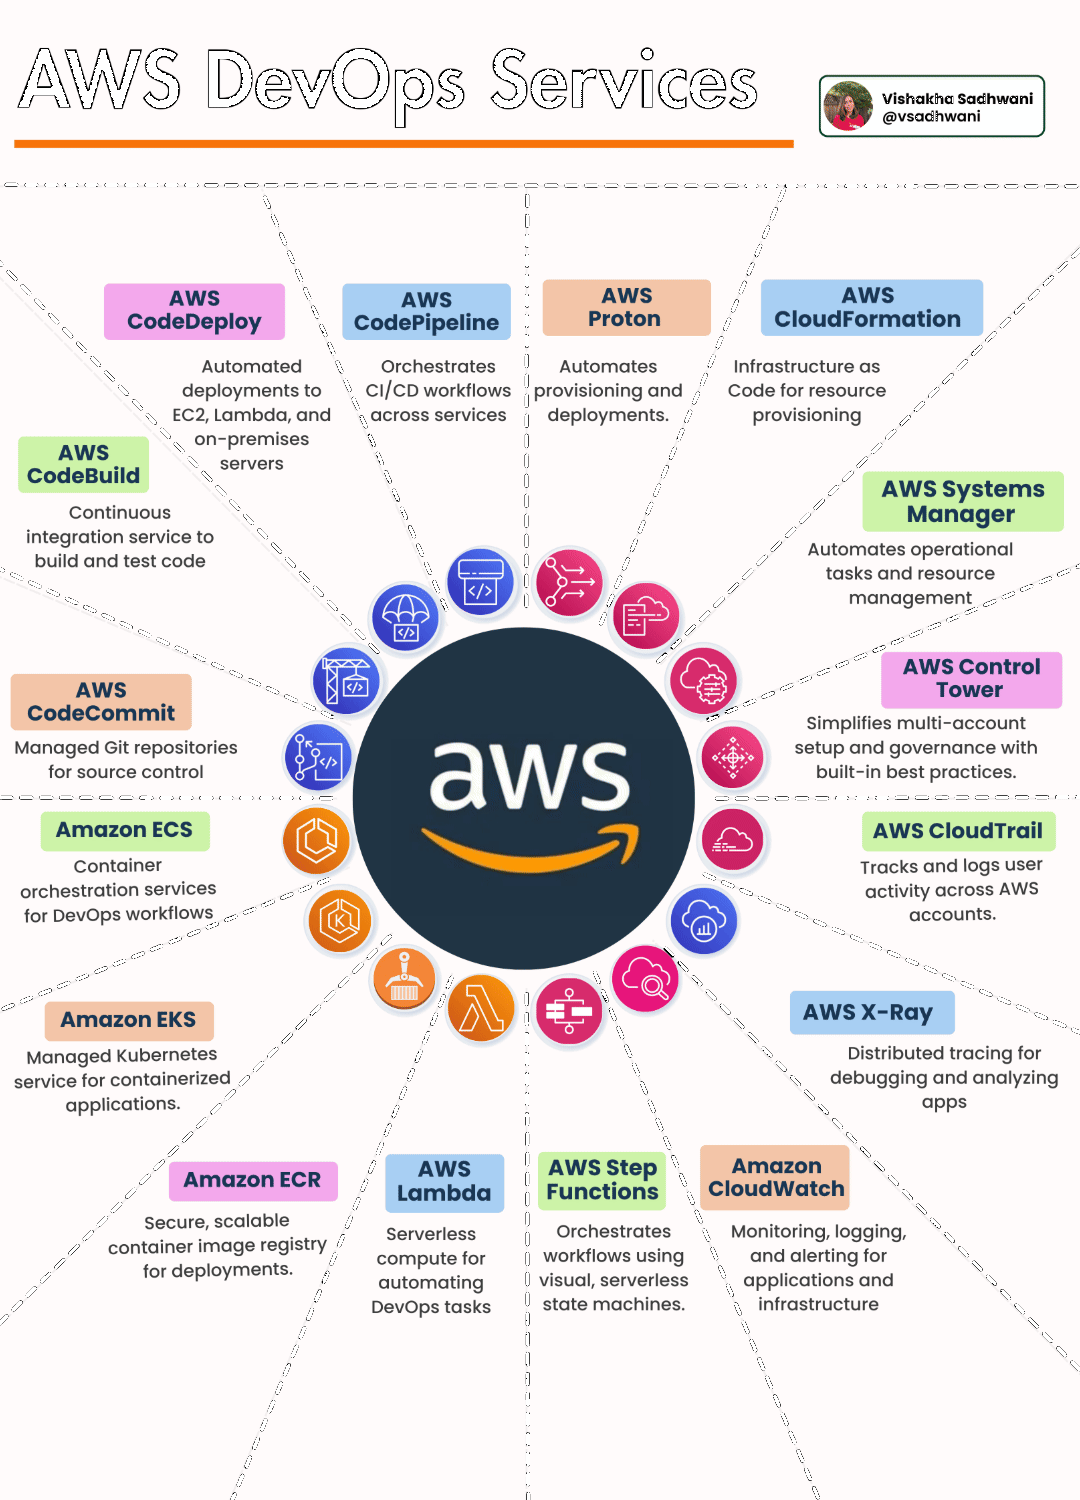 AWS DevOps Services
Vishakha Sadhwani
@vsadhwani
AWS
CodeDeploy
Automated
deployments to
EC2, Lambda, and
on-premises
servers
AWS
CodePipeline
Orchestrates
CI/CD workflows
across services
AWS
Proton
Automates
provisioning and
deployments.
AWS
CloudFormation
Infrastructure as
Code for resource
provisioning
AWS
CodeBuild
Continuous
integration service to
build and test code
AWS Systems
Manager
Automates operational
tasks and resource
management
AWS
CodeCommit
Managed Git repositories
for source control
AWS Control
Tower
Simplifies multi-account
setup and governance with
built-in best practices.
aws
Amazon ECS
Container
orchestration services
for DevOps workflows
AWS CloudTrail
Tracks and logs user
activity across AWS
accounts.
Amazon EKS
Managed Kubernetes
service for containerized
applications.
AWS X-Ray
Distributed tracing for
debugging and analyzing
apps
Amazon ECR
Secure, scalable
container image registry
for deployments.
AWS
Lambda
Serverless
compute for
automating
DevOps tasks
AWS Step
Functions
Orchestrates
workflows using
visual, serverless
state machines.
Amazon
CloudWatch
Monitoring, logging,
and alerting for
applications and
infrastructure